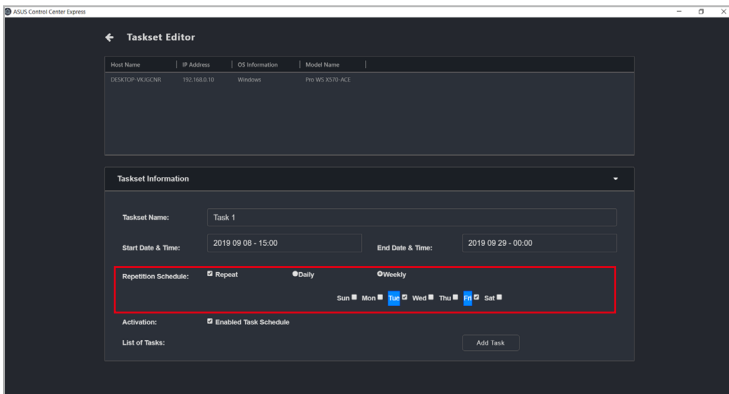 ASUS Control Center Express
Taskset Editor
Host Name IP Address OS Information Model Name
DESKTOP-VKJGCNR 192.168.0.10 Windows Pro WS X570-ACE
Taskset Information
Taskset Name: Task 1
Start Date & Time: 2019 09 08 - 15:00 End Date & Time: 2019 09 29 - 00:00
Repetition Schedule: Repeat Daily Weekly
Sun Mon Tue Wed Thu Fri Sat
Activation: Enabled Task Schedule
List of Tasks: Add Task